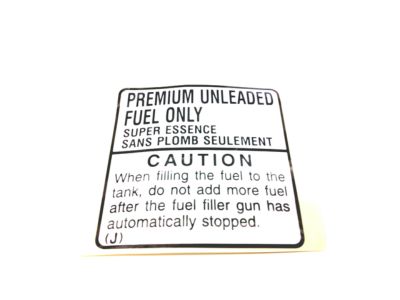 PREMIUM UNLEADED
FUEL ONLY
SUPER ESSENCE
SANS PLOMB SEULEMENT
CAUTION
When filling the fuel to the
tank, do not add more fuel
after the fuel filler gun has
automatically stopped.
(J)